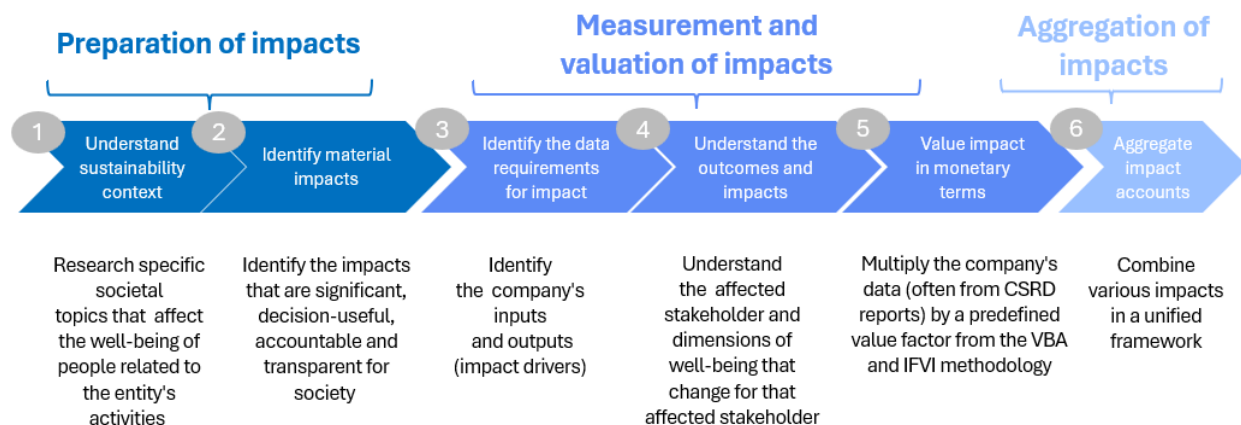 Preparation of impacts
Measurement and
valuation of impacts
Aggregation of
impacts
1
Understand
sustainability
context
2
Identify material
impacts
3
Identify the data
requirements
for impact
4
Understand the
outcomes and
impacts
5
Value impact
in monetary
terms
6
Aggregate
impact
accounts
Research specific
societal
topics that affect
the well-being of
people related to
the entity's
activities
Identify the impacts
that are significant,
decision-useful,
accountable and
transparent for
society
Identify
the company's
inputs
and outputs
(impact drivers)
Understand
the affected
stakeholder and
dimensions of
well-being that
change for that
affected stakeholder
Multiply the company's
data (often from CSRD
reports) by a predefined
value factor from the VBA
and IFVI methodology
Combine
various impacts
in a unified
framework